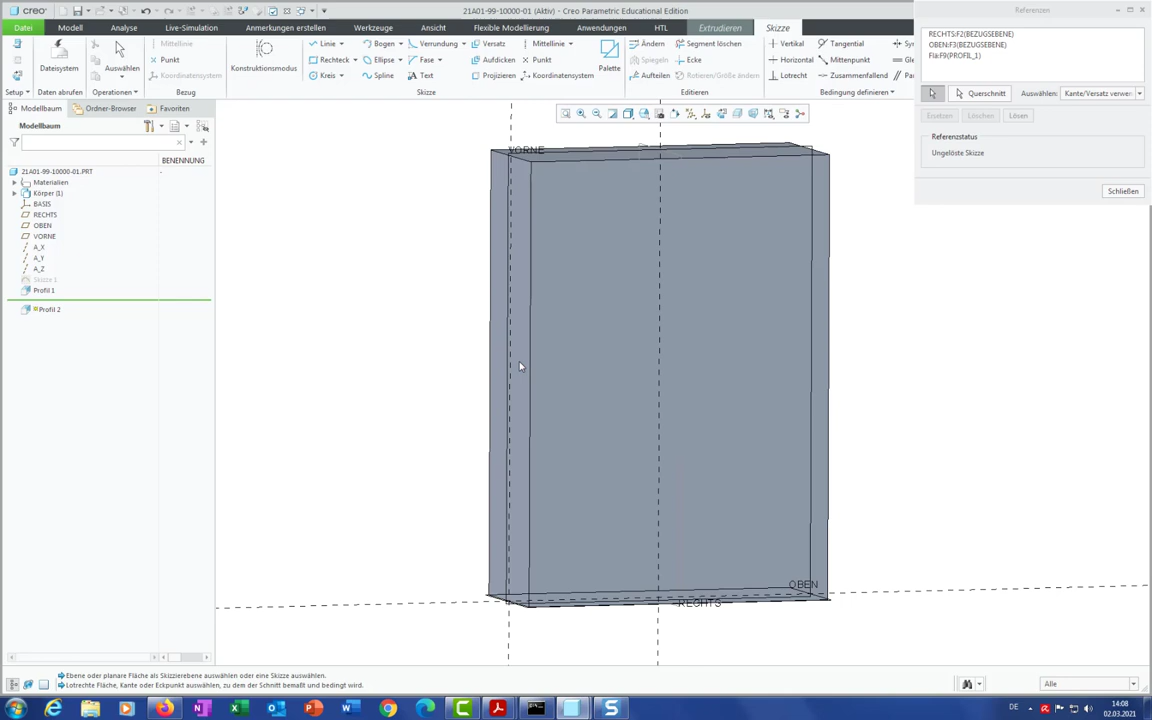 creo
21A01-99-10000-01 (Aktiv) - Creo Parametric Educational Edition
Datei Modell Analyse Live-Simulation Anmerkungen erstellen Werkzeuge Ansicht Flexible Modellierung Anwendungen HTL Extrudieren Skizze
Mittellinie
Punkt
Koordinatensystem
Dateisystem
Auswählen
Konstruktionsmodus
Linie
Rechteck
Kreis
Bogen
Ellipse
Spline
Verrundung
Fase
Text
Versatz
Aufdicken
Projizieren
Mittellinie
Punkt
Koordinatensystem
Palette
Ändern
Spiegeln
Aufteilen
Segment löschen
Ecke
Rotieren/Größe ändern
Vertikal
Horizontal
Lotrecht
Tangential
Mittelpunkt
Zusammenfallend
Setup
Daten abrufen
Operationen
Bezug
Skizze
Editieren
Bedingung definieren
Modellbaum Ordner-Browser Favoriten
Modellbaum
BENENNUNG
21A01-99-10000-01.PRT
Materialien
Körper (1)
BASIS
RECHTS
OBEN
VORNE
A_X
A_Y
A_Z
Skizze 1
Profil 1
Profil 2
VORNE
OBEN
RECHTS
Referenzen
RECHTS:F2(BEZUGSEBENE)
OBEN:F3(BEZUGSEBENE)
Flä:F9(PROFIL_1)
Querschnitt
Auswählen: Kante/Versatz verwen
Ersetzen Löschen Lösen
Referenzstatus
Ungelöste Skizze
Schließen
Ebene oder planare Fläche als Skizzierebene auswählen oder eine Skizze auswählen.
Lotrechte Fläche, Kante oder Eckpunkt auswählen, zu dem der Schnitt bemaßt und bedingt wird.
Alle
DE
14:08
02.03.2021